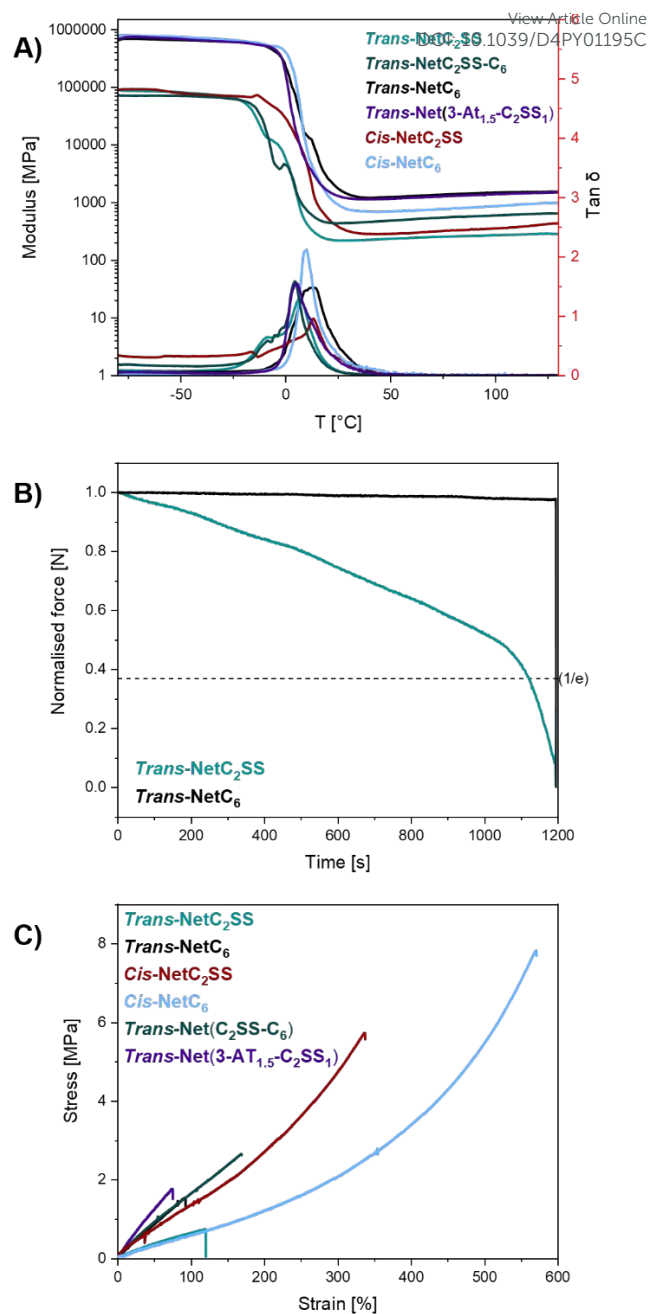 View Article Online
DOI: 10.1039/D4PY01195C
A)
Trans-NetC₂SS
Trans-NetC₂SS-C₆
Trans-NetC₆
Trans-Net(3-At₁.₅-C₂SS₁)
Cis-NetC₂SS
Cis-NetC₆
1000000
100000
10000
1000
100
10
1
Modulus [MPa]
6
5
4
3
2
1
0
Tan δ
-50
0
50
100
T [°C]
B)
1.0
0.8
0.6
0.4
0.2
0.0
Normalised force [N]
(1/e)
Trans-NetC₂SS
Trans-NetC₆
0
200
400
600
800
1000
1200
Time [s]
C)
Trans-NetC₂SS
Trans-NetC₆
Cis-NetC₂SS
Cis-NetC₆
Trans-Net(C₂SS-C₆)
Trans-Net(3-AT₁.₅-C₂SS₁)
8
6
4
2
0
Stress [MPa]
0
100
200
300
400
500
600
Strain [%]